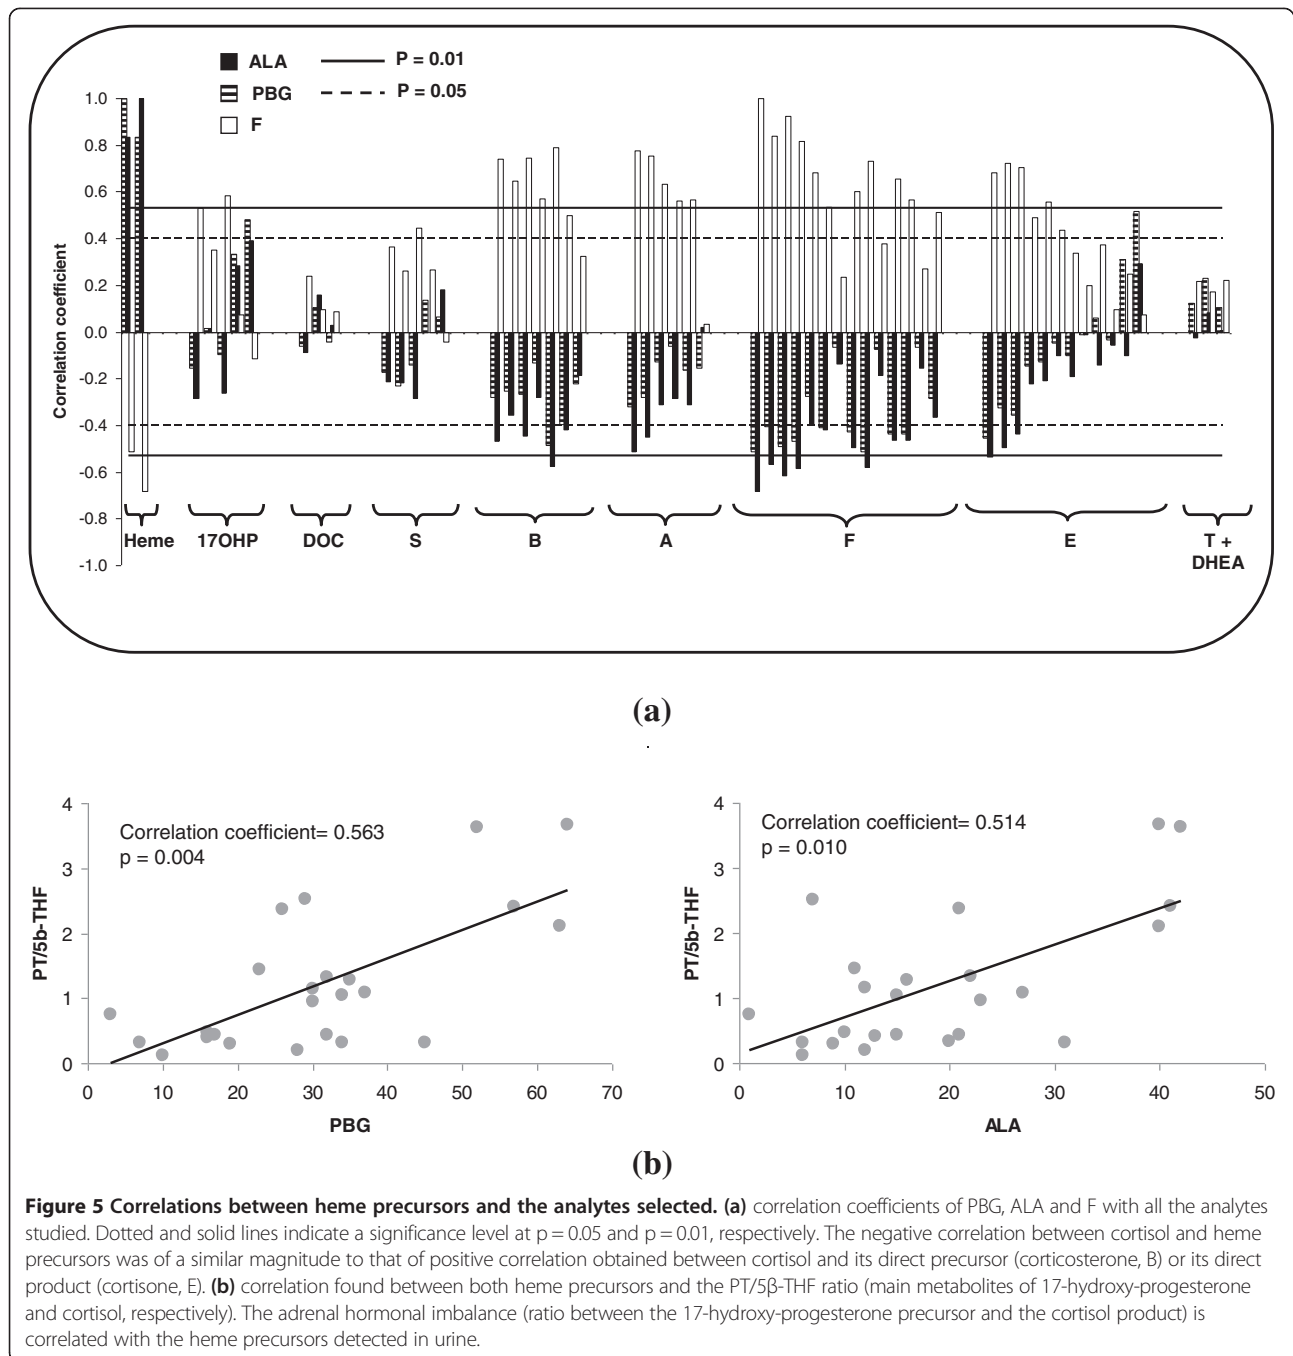 ALA P = 0.01
PBG P = 0.05
F
1.0
0.8
0.6
0.4
0.2
0.0
-0.2
-0.4
-0.6
-0.8
-1.0
Correlation coefficient
Heme 17OHP DOC S B A F E T +
DHEA
(a)
4
3
2
1
0
PT/5b-THF
Correlation coefficient= 0.563
p = 0.004
0 10 20 30 40 50 60 70
PBG
4
3
2
1
0
PT/5b-THF
Correlation coefficient= 0.514
p = 0.010
0 10 20 30 40 50
ALA
(b)
Figure 5 Correlations between heme precursors and the analytes selected. (a) correlation coefficients of PBG, ALA and F with all the analytes
studied. Dotted and solid lines indicate a significance level at p = 0.05 and p = 0.01, respectively. The negative correlation between cortisol and heme
precursors was of a similar magnitude to that of positive correlation obtained between cortisol and its direct precursor (corticosterone, B) or its direct
product (cortisone, E). (b) correlation found between both heme precursors and the PT/5β-THF ratio (main metabolites of 17-hydroxy-progesterone
and cortisol, respectively). The adrenal hormonal imbalance (ratio between the 17-hydroxy-progesterone precursor and the cortisol product) is
correlated with the heme precursors detected in urine.